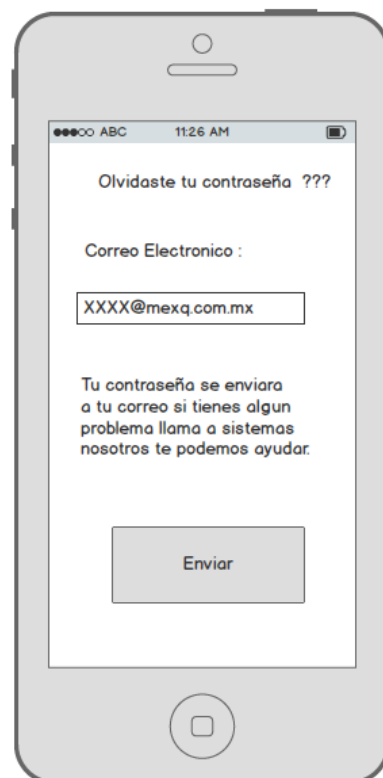 ABC 11:26 AM
Olvidaste tu contraseña ???
Correo Electronico :
XXXX@mexq.com.mx
Tu contraseña se enviara
a tu correo si tienes algun
problema llama a sistemas
nosotros te podemos ayudar.
Enviar